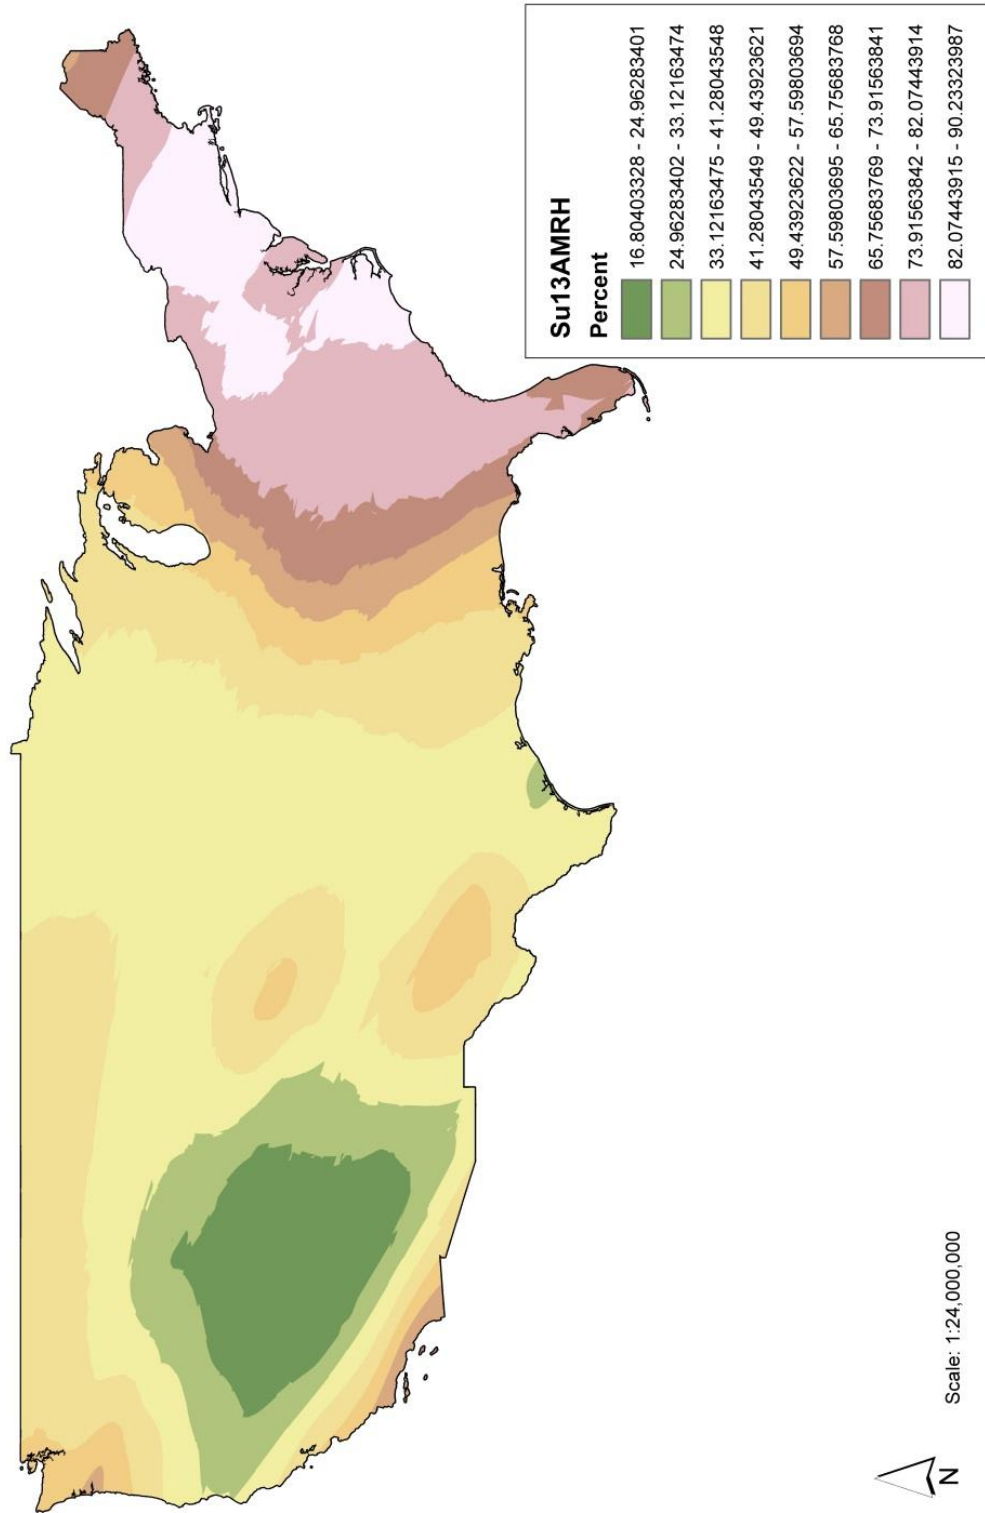 Su13AMRH
Percent
16.80403328 - 24.96283401
24.96283402 - 33.12163474
33.12163475 - 41.28043548
41.28043549 - 49.43923621
49.43923622 - 57.59803694
57.59803695 - 65.75683768
65.75683769 - 73.91563841
73.91563842 - 82.07443914
82.07443915 - 90.23323987
N
Scale: 1:24,000,000